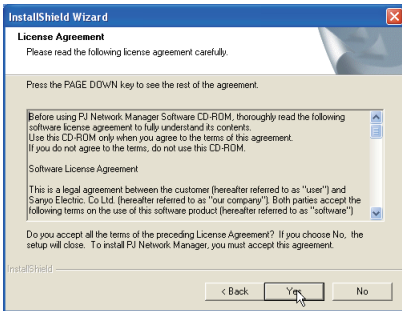 InstallShield Wizard
License Agreement
Please read the following license agreement carefully.
Press the PAGE DOWN key to see the rest of the agreement.
Before using PJ Network Manager Software CD-ROM, thoroughly read the following
software license agreement to fully understand its contents.
Use this CD-ROM only when you agree to the terms of this agreement.
If you do not agree to the terms, do not use this CD-ROM.
Software License Agreement
This is a legal agreement between the customer (hereafter referred to as "user") and
Sanyo Electric. Co Ltd. (hereafter referred to as "our company"). Both parties accept the
following terms on the use of this software product (hereafter referred to as "software")
Do you accept all the terms of the preceding License Agreement? If you choose No, the
setup will close. To install PJ Network Manager, you must accept this agreement.
InstallShield
< Back Yes No